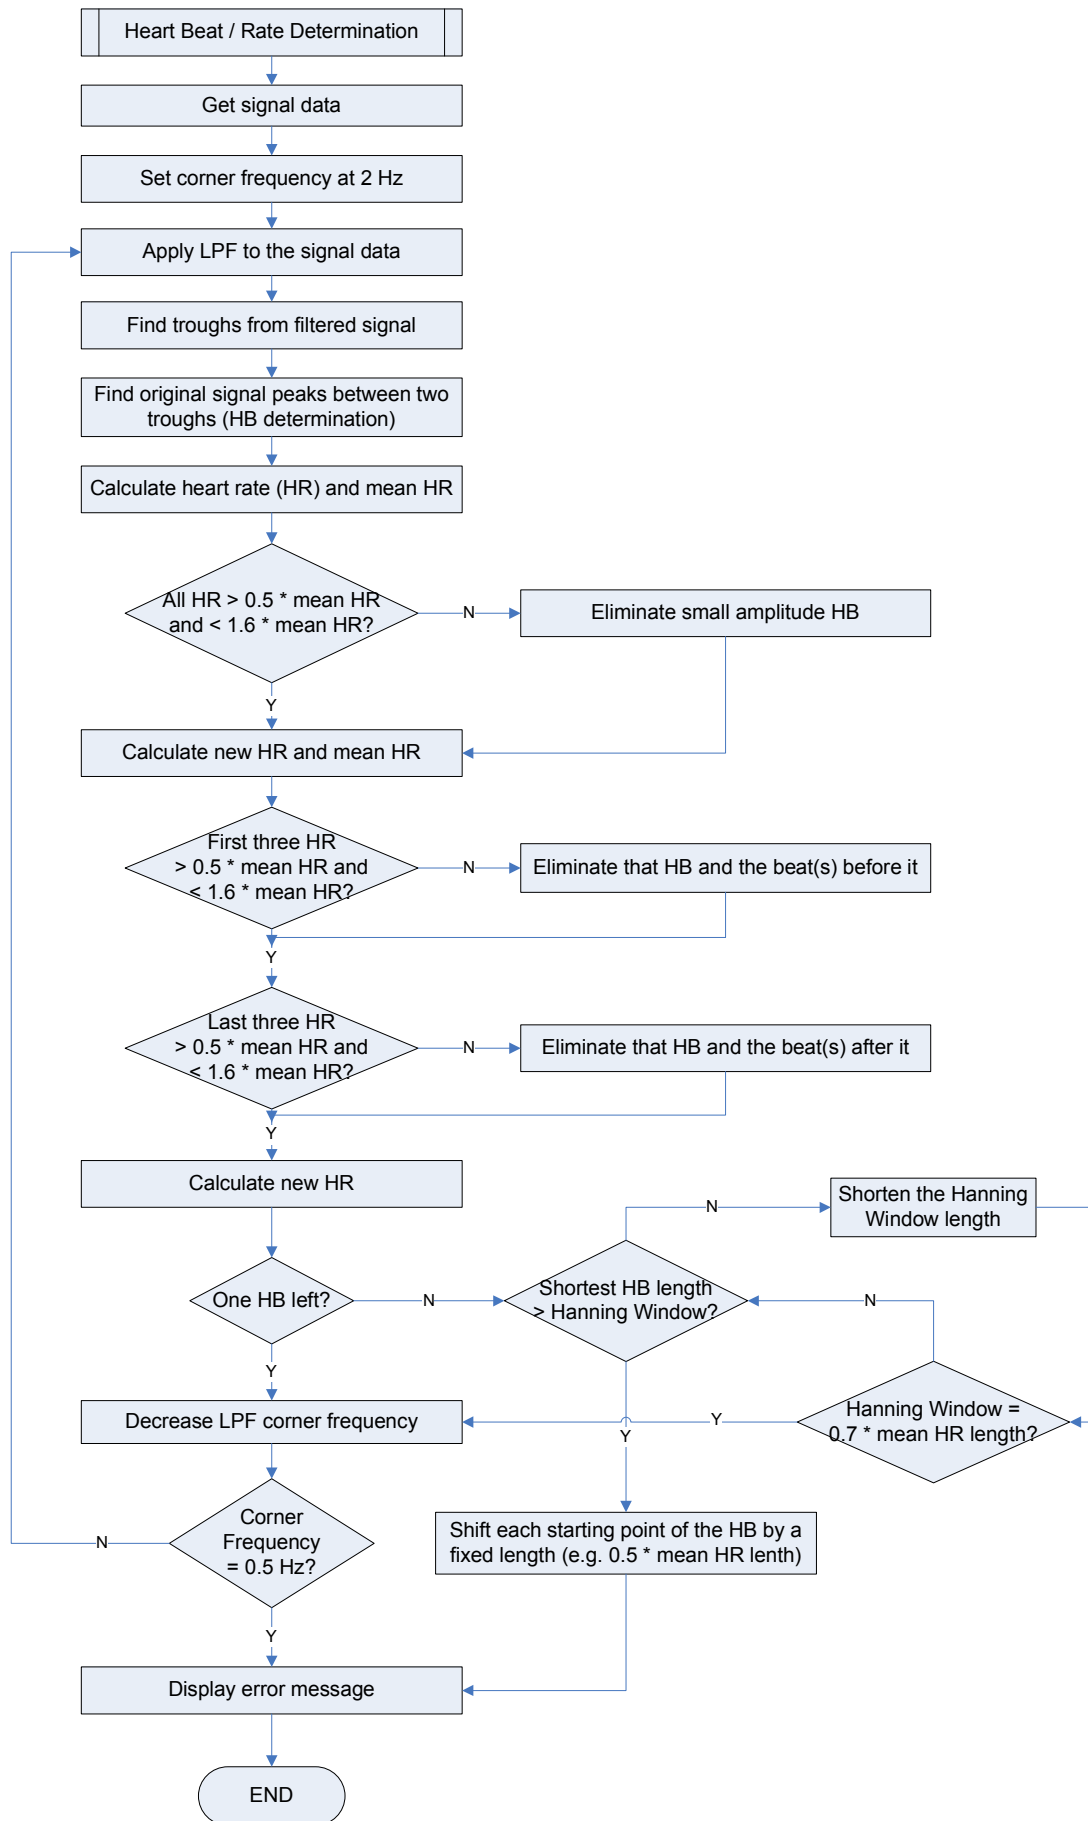 Heart Beat / Rate Determination
Get signal data
Set corner frequency at 2 Hz
Apply LPF to the signal data
Find troughs from filtered signal
Find original signal peaks between two
troughs (HB determination)
Calculate heart rate (HR) and mean HR
All HR > 0.5 * mean HR
and < 1.6 * mean HR?
N
Eliminate small amplitude HB
Y
Calculate new HR and mean HR
First three HR
> 0.5 * mean HR and
< 1.6 * mean HR?
N
Eliminate that HB and the beat(s) before it
Y
Last three HR
> 0.5 * mean HR and
< 1.6 * mean HR?
N
Eliminate that HB and the beat(s) after it
Y
Calculate new HR
N
Shorten the Hanning
Window length
One HB left?
N
Shortest HB length
> Hanning Window?
N
Y
Decrease LPF corner frequency
Y
Y
Hanning Window =
0.7 * mean HR length?
Corner
Frequency
= 0.5 Hz?
N
Shift each starting point of the HB by a
fixed length (e.g. 0.5 * mean HR lenth)
Y
Display error message
END